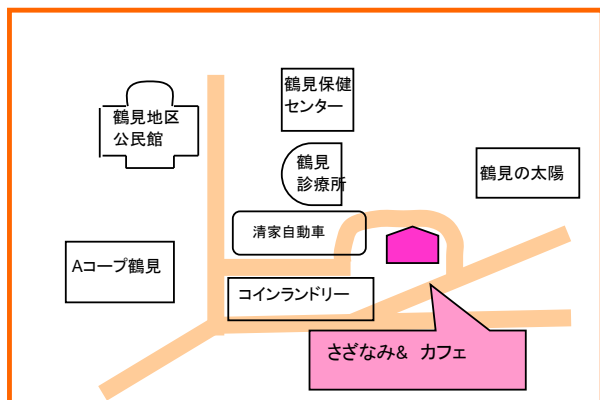 鶴見保健
センター
鶴見地区
公民館
鶴見
診療所
鶴見の太陽
清家自動車
Aコープ鶴見
コインランドリー
さざなみ& カフェ